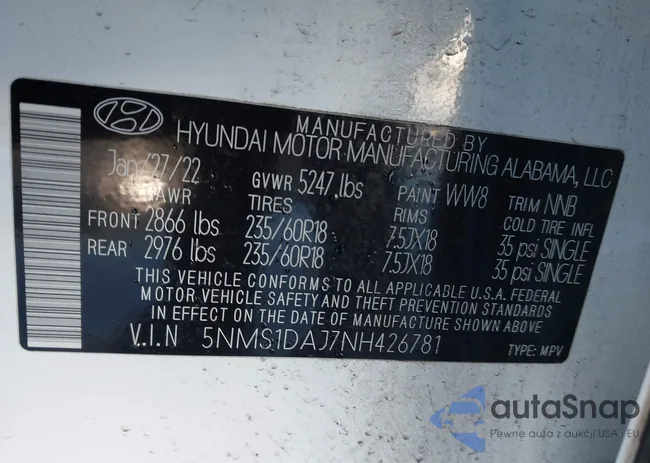 MANUFACTURED BY
HYUNDAI MOTOR MANUFACTURING ALABAMA, LLC
Jan/27/22 GVWR 5247,lbs PAINT WW8 TRIM NNB
GAWR TIRES RIMS COLD TIRE INFL
FRONT 2866 lbs 235/60R18 7.5JX18 35 psi SINGLE
REAR 2976 lbs 235/60R18 7.5JX18 35 psi SINGLE
THIS VEHICLE CONFORMS TO ALL APPLICABLE U.S.A. FEDERAL
MOTOR VEHICLE SAFETY AND THEFT PREVENTION STANDARDS
IN EFFECT ON THE DATE OF MANUFACTURE SHOWN ABOVE
V.I.N 5NMS1DAJ7NH426781 TYPE: MPV
autaSnap
Pewne auta z aukcji USA - EU